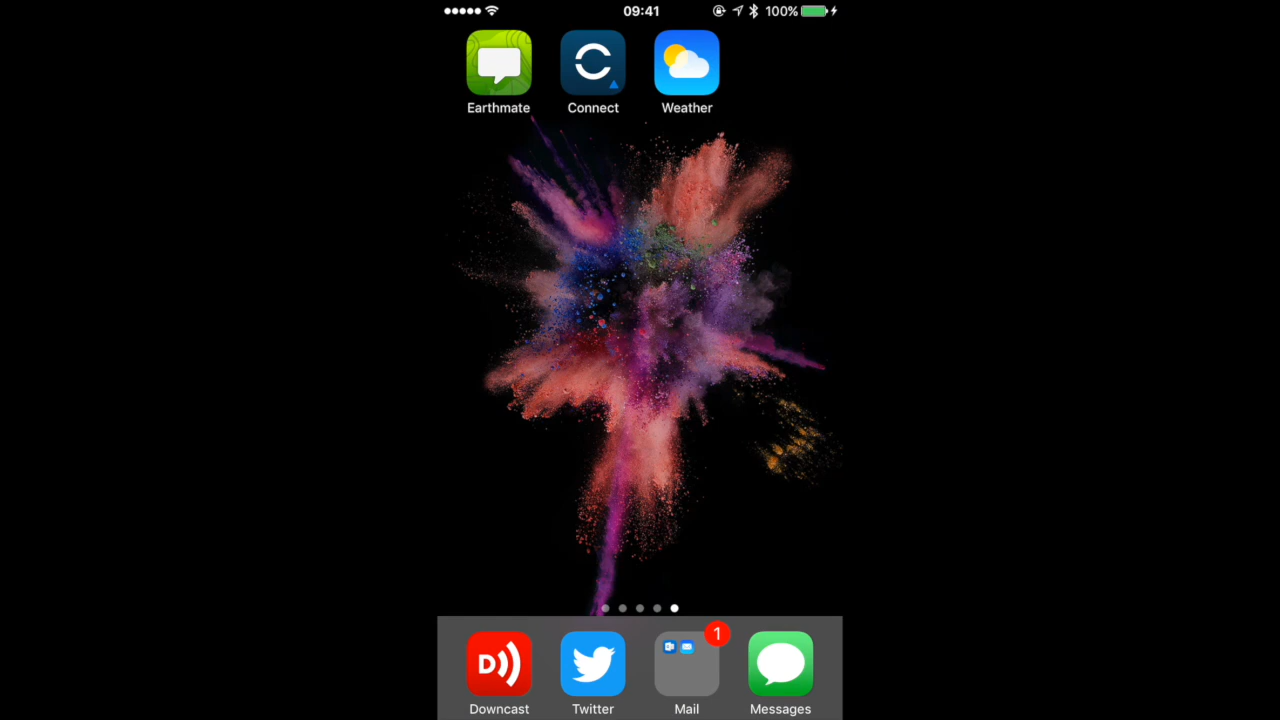 09:41 100%
Earthmate Connect Weather
1
D
Downcast Twitter Mail Messages